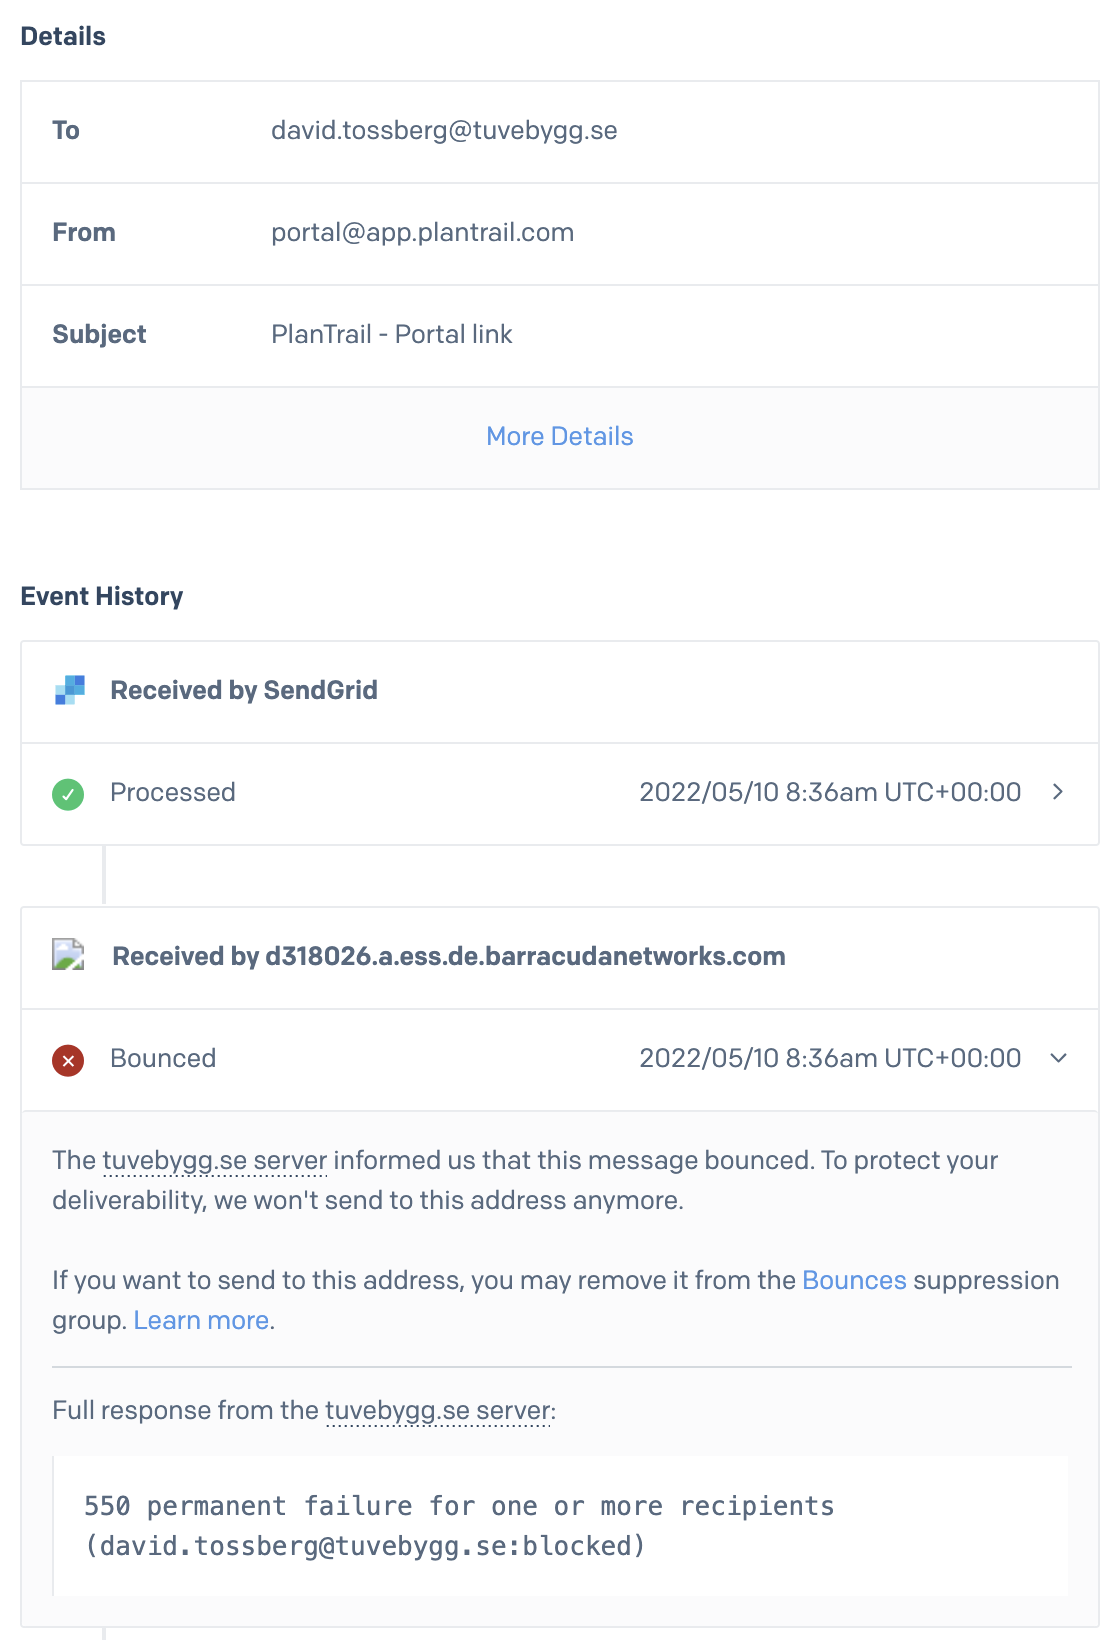 Details
To david.tossberg@tuvebygg.se
From portal@app.plantrail.com
Subject PlanTrail - Portal link
More Details
Event History
Received by SendGrid
Processed 2022/05/10 8:36am UTC+00:00
Received by d318026.a.ess.de.barracudanetworks.com
Bounced 2022/05/10 8:36am UTC+00:00
The tuvebygg.se server informed us that this message bounced. To protect your
deliverability, we won't send to this address anymore.
If you want to send to this address, you may remove it from the Bounces suppression
group. Learn more.
Full response from the tuvebygg.se server:
550 permanent failure for one or more recipients
(david.tossberg@tuvebygg.se:blocked)